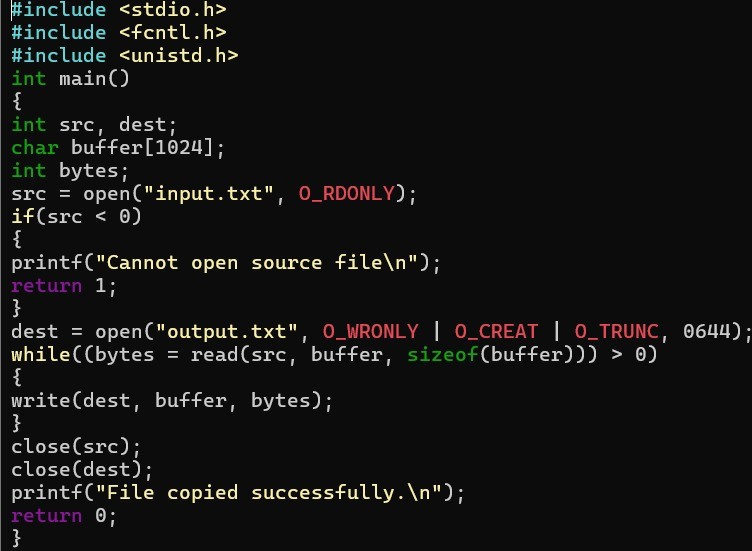 #include <stdio.h>
#include <fcntl.h>
#include <unistd.h>
int main()
{
int src, dest;
char buffer[1024];
int bytes;
src = open("input.txt", O_RDONLY);
if(src < 0)
{
printf("Cannot open source file\n");
return 1;
}
dest = open("output.txt", O_WRONLY | O_CREAT | O_TRUNC, 0644);
while((bytes = read(src, buffer, sizeof(buffer))) > 0)
{
write(dest, buffer, bytes);
}
close(src);
close(dest);
printf("File copied successfully.\n");
return 0;
}